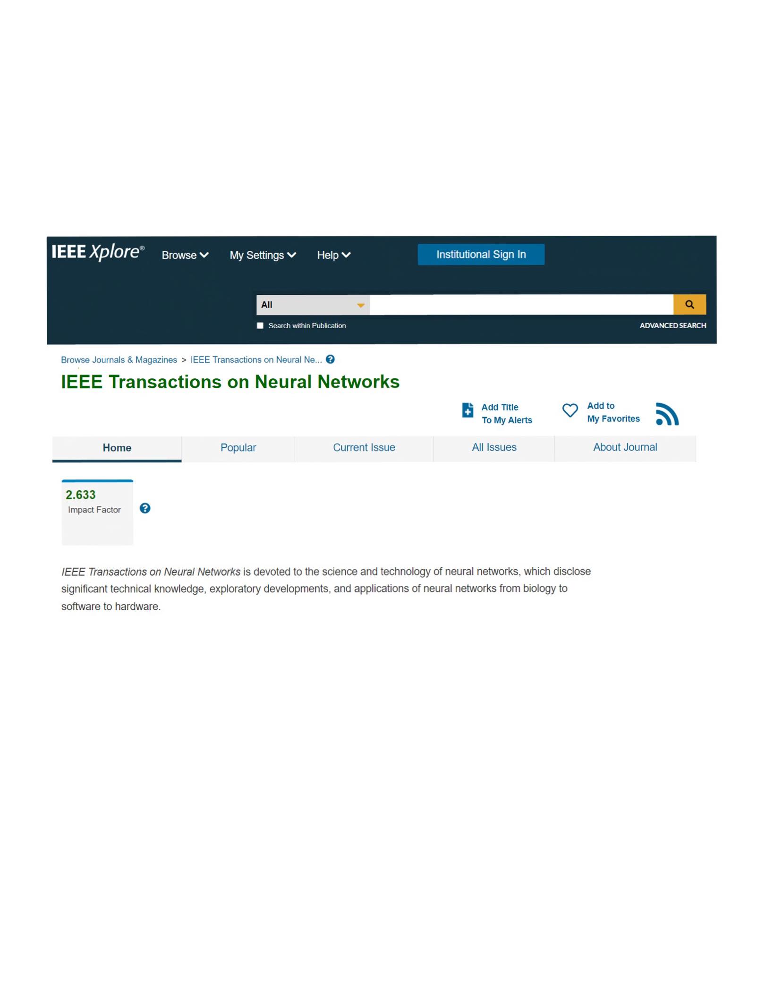 IEEE Xplore® Browse My Settings Help Institutional Sign In
All
Search within Publication ADVANCED SEARCH
Browse Journals & Magazines > IEEE Transactions on Neural Ne... ?
IEEE Transactions on Neural Networks
Add Title
To My Alerts
Add to
My Favorites
Home Popular Current Issue All Issues About Journal
2.633
Impact Factor ?
IEEE Transactions on Neural Networks is devoted to the science and technology of neural networks, which disclose
significant technical knowledge, exploratory developments, and applications of neural networks from biology to
software to hardware.